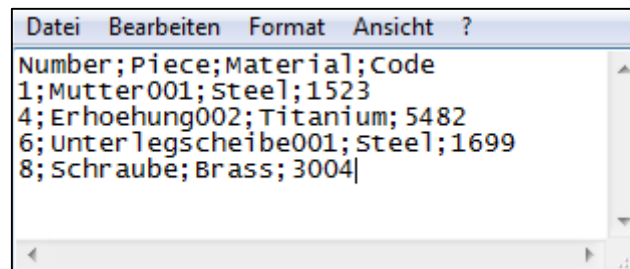 Datei Bearbeiten Format Ansicht ?
Number;Piece;Material;Code
1;Mutter001;Steel;1523
4;Erhoehung002;Titanium;5482
6;Unterlegscheibe001;Steel;1699
8;Schraube;Brass;3004